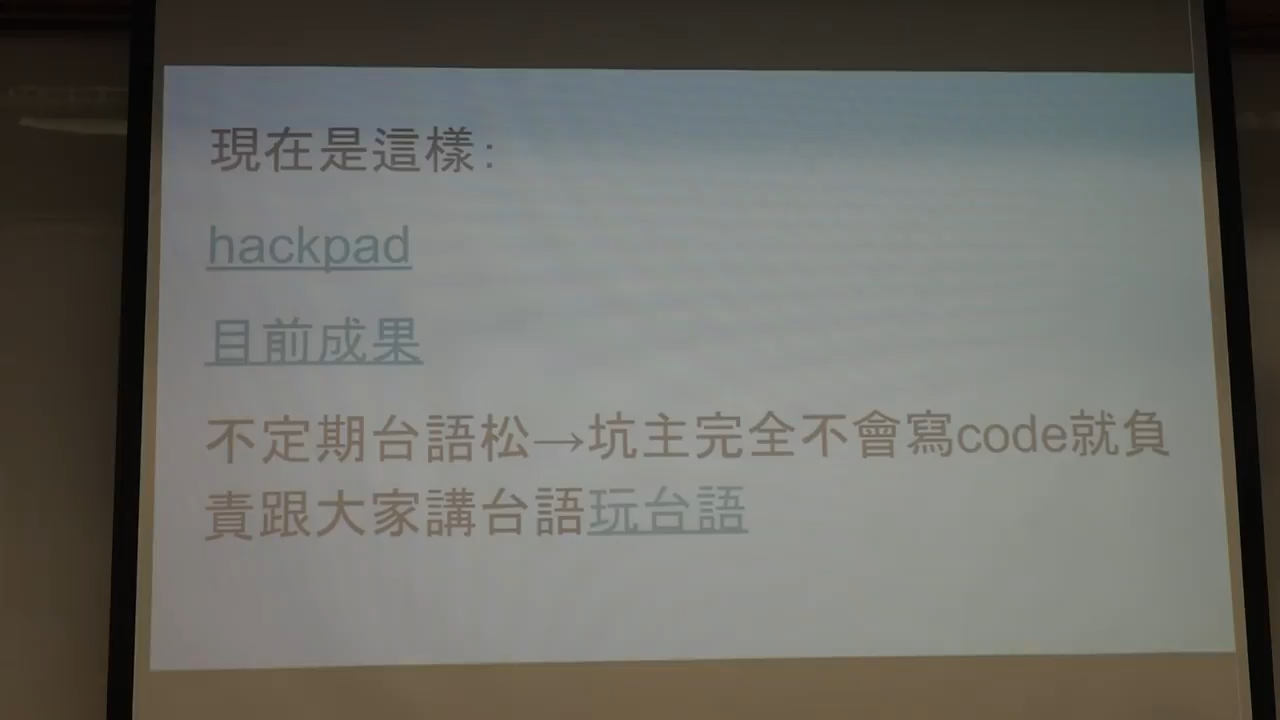 現在是這樣：
hackpad
目前成果
不定期台語松→坑主完全不會寫code就負
責跟大家講台語玩台語